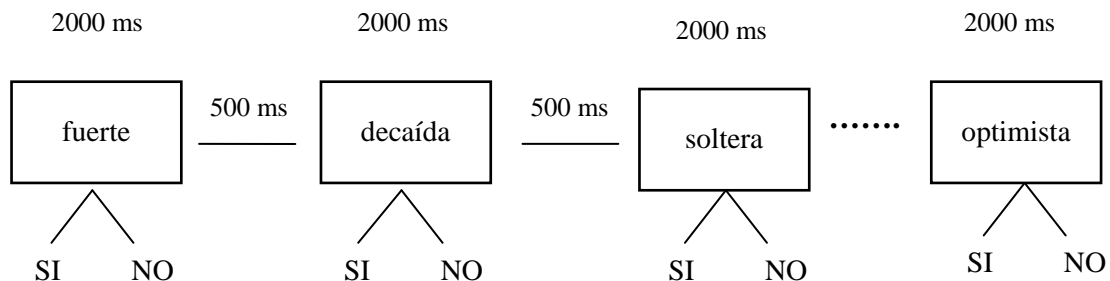 2000 ms 2000 ms 2000 ms 2000 ms
fuerte 500 ms decaída 500 ms soltera ....... optimista
SI NO SI NO SI NO SI NO